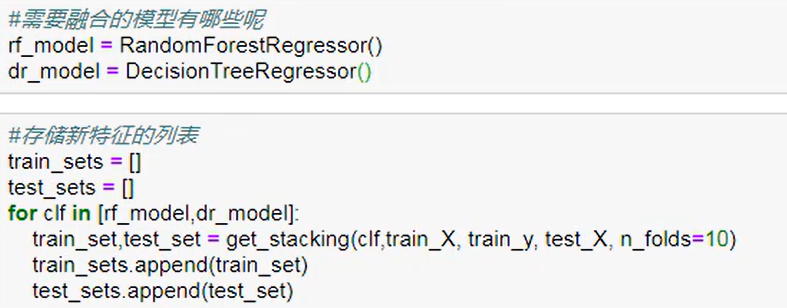 #需要融合的模型有哪些呢
rf_model = RandomForestRegressor()
dr_model = DecisionTreeRegressor()
#存储新特征的列表
train_sets = []
test_sets = []
for clf in [rf_model,dr_model]:
    train_set,test_set = get_stacking(clf,train_X, train_y, test_X, n_folds=10)
    train_sets.append(train_set)
    test_sets.append(test_set)